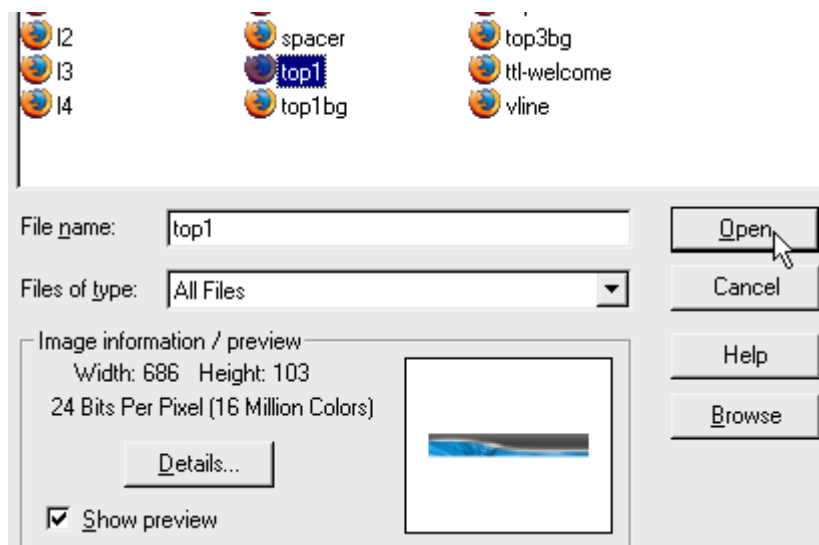 l2 spacer top3bg
l3 top1 ttl-welcome
l4 top1bg vline
File name: top1 Open
Files of type: All Files Cancel
Image information / preview Help
Width: 686 Height: 103
24 Bits Per Pixel (16 Million Colors)
Browse
Details...
Show preview